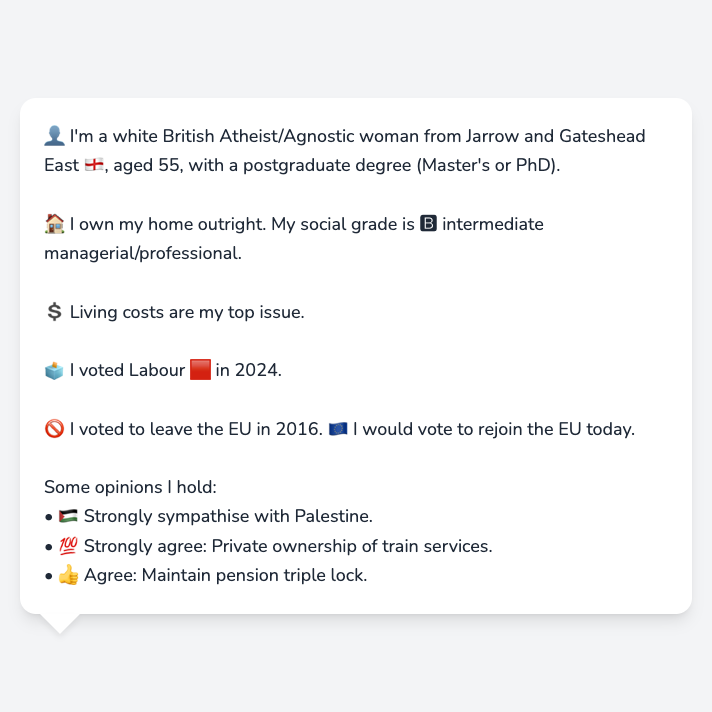 👤 I'm a white British Atheist/Agnostic woman from Jarrow and Gateshead
East 🏴󠁧󠁢󠁥󠁮󠁧󠁿, aged 55, with a postgraduate degree (Master's or PhD).
🏠 I own my home outright. My social grade is 🅱 intermediate
managerial/professional.
💲 Living costs are my top issue.
🗳️ I voted Labour 🟥 in 2024.
🚫 I voted to leave the EU in 2016. 🇪🇺 I would vote to rejoin the EU today.
Some opinions I hold:
• 🇵🇸 Strongly sympathise with Palestine.
• 💯 Strongly agree: Private ownership of train services.
• 👍 Agree: Maintain pension triple lock.